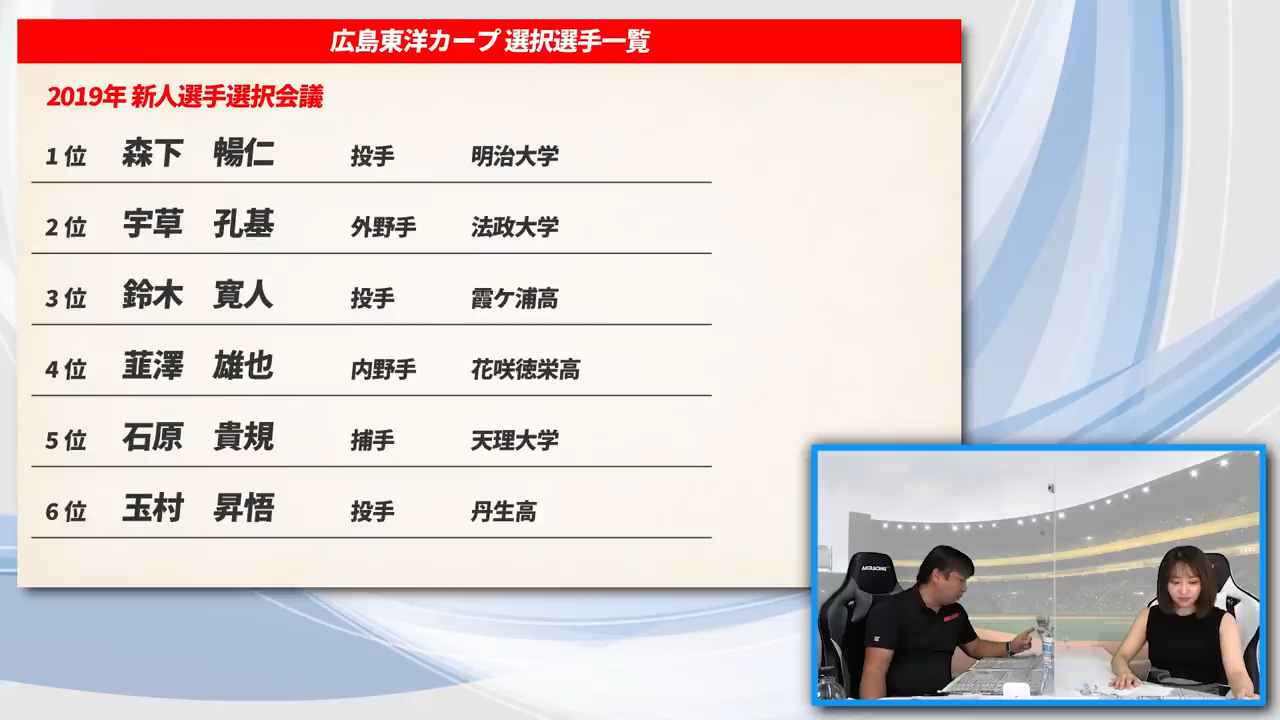 広島東洋カープ 選択選手一覧
2019年 新人選手選択会議
1 位 森下 暢仁 投手 明治大学
2 位 宇草 孔基 外野手 法政大学
3 位 鈴木 寛人 投手 霞ケ浦高
4 位 韮澤 雄也 内野手 花咲徳栄高
5 位 石原 貴規 捕手 天理大学
6 位 玉村 昇悟 投手 丹生高
AKRACING